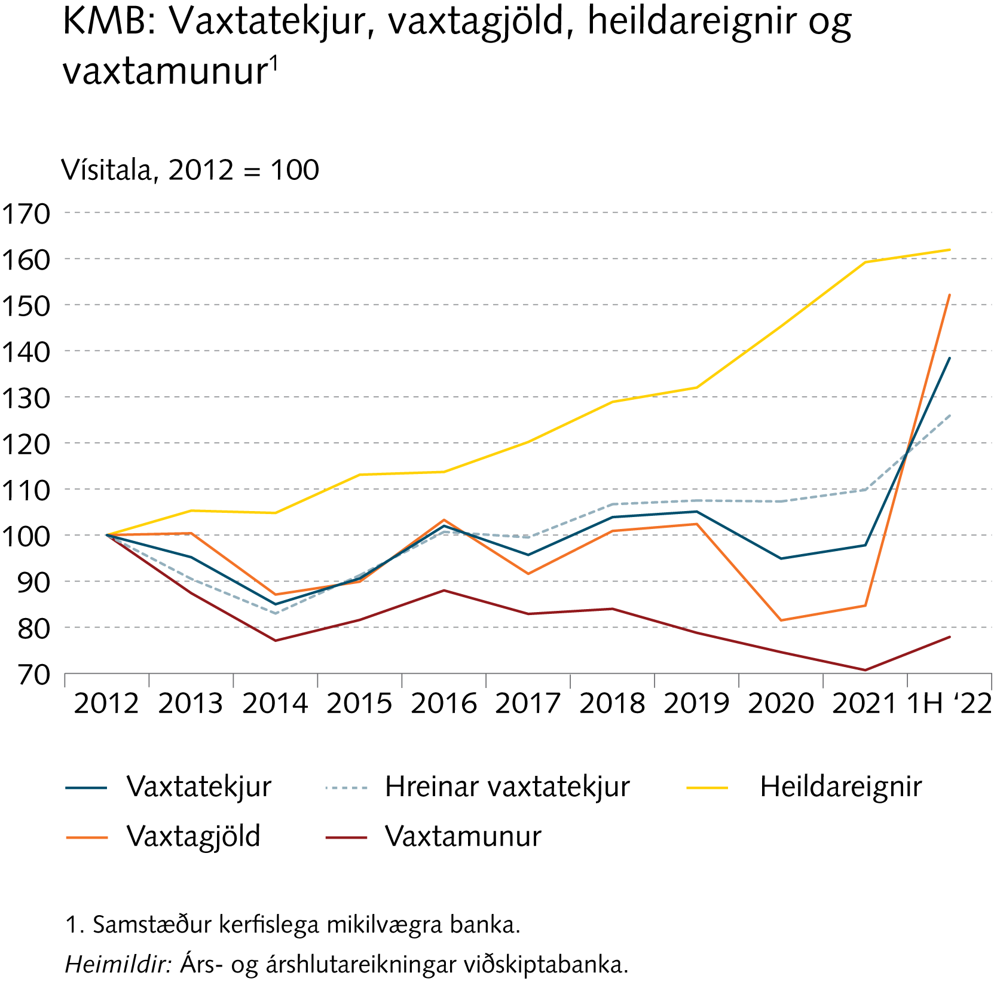 KMB: Vaxtatekjur, vaxtagjöld, heildareignir og
vaxtamunur¹
Vísitala, 2012 = 100
170
160
150
140
130
120
110
100
90
80
70
2012 2013 2014 2015 2016 2017 2018 2019 2020 2021 1H ‘22
Vaxtatekjur Hreinar vaxtatekjur Heildareignir
Vaxtagjöld Vaxtamunur
1. Samstæður kerfislega mikilvægra banka.
Heimildir: Árs- og árshlutareikningar viðskiptabanka.